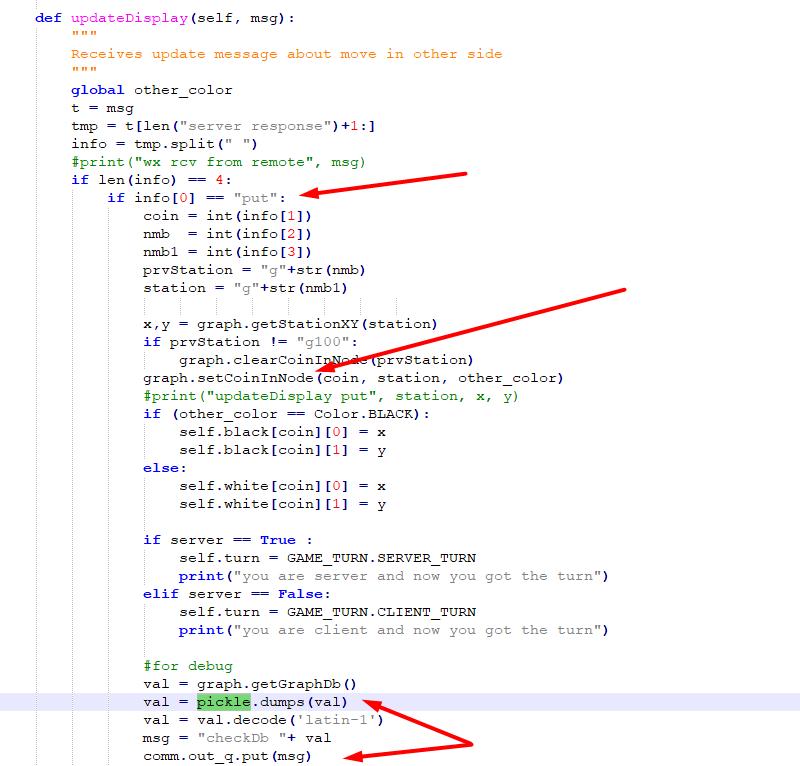 def updateDisplay(self, msg):
"""
Receives update message about move in other side
"""
global other_color
t = msg
tmp = t[len("server response")+1:]
info = tmp.split(" ")
#print("wx rcv from remote", msg)
if len(info) == 4:
if info[0] == "put":
coin = int(info[1])
nmb  = int(info[2])
nmb1 = int(info[3])
prvStation = "g"+str(nmb)
station = "g"+str(nmb1)
x,y = graph.getStationXY(station)
if prvStation != "g100":
graph.clearCoinInNode(prvStation)
graph.setCoinInNode(coin, station, other_color)
#print("updateDisplay put", station, x, y)
if (other_color == Color.BLACK):
self.black[coin][0] = x
self.black[coin][1] = y
else:
self.white[coin][0] = x
self.white[coin][1] = y
if server == True :
self.turn = GAME_TURN.SERVER_TURN
print("you are server and now you got the turn")
elif server == False:
self.turn = GAME_TURN.CLIENT_TURN
print("you are client and now you got the turn")
#for debug
val = graph.getGraphDb()
val = pickle.dumps(val)
val = val.decode('latin-1')
msg = "checkDb "+ val
comm.out_q.put(msg)